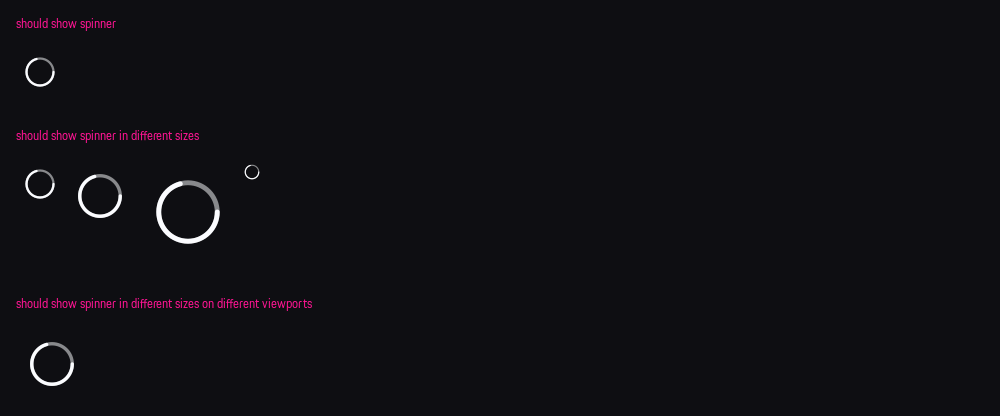 should show spinner
should show spinner in different sizes
should show spinner in different sizes on different viewports